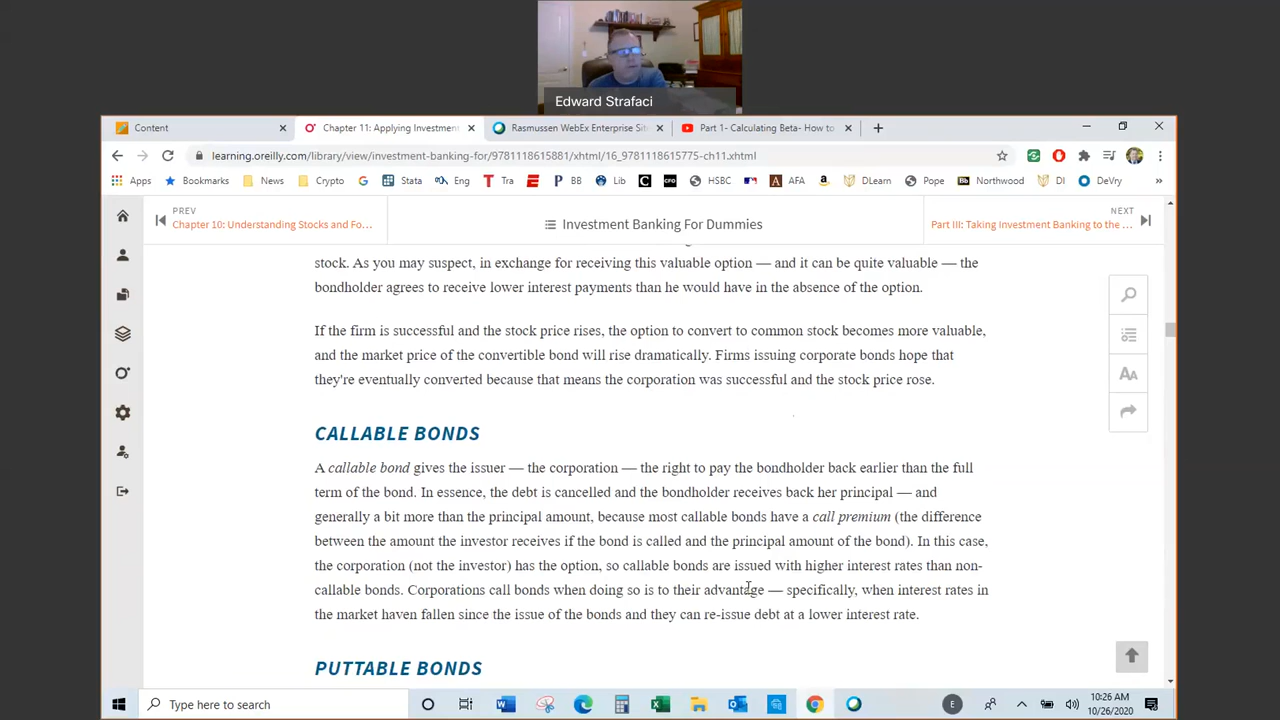 Edward Strafaci
Content
Chapter 11: Applying Investment
Rasmussen WebEx Enterprise Site
Part 1- Calculating Beta- How to
learning.oreilly.com/library/view/investment-banking-for/9781118615881/xhtml/16_9781118615775-ch11.xhtml
Apps Bookmarks News Crypto Stata Eng Tra BB Lib HSBC AFA DLearn Pope Northwood DI DeVry »
PREV
Chapter 10: Understanding Stocks and Fo...
Investment Banking For Dummies
NEXT
Part III: Taking Investment Banking to the ...
stock. As you may suspect, in exchange for receiving this valuable option — and it can be quite valuable — the
bondholder agrees to receive lower interest payments than he would have in the absence of the option.
If the firm is successful and the stock price rises, the option to convert to common stock becomes more valuable,
and the market price of the convertible bond will rise dramatically. Firms issuing corporate bonds hope that
they're eventually converted because that means the corporation was successful and the stock price rose.
CALLABLE BONDS
A callable bond gives the issuer — the corporation — the right to pay the bondholder back earlier than the full
term of the bond. In essence, the debt is cancelled and the bondholder receives back her principal — and
generally a bit more than the principal amount, because most callable bonds have a call premium (the difference
between the amount the investor receives if the bond is called and the principal amount of the bond). In this case,
the corporation (not the investor) has the option, so callable bonds are issued with higher interest rates than non-
callable bonds. Corporations call bonds when doing so is to their advantage — specifically, when interest rates in
the market haven fallen since the issue of the bonds and they can re-issue debt at a lower interest rate.
PUTTABLE BONDS
AA
Type here to search
E
10:26 AM
10/26/2020